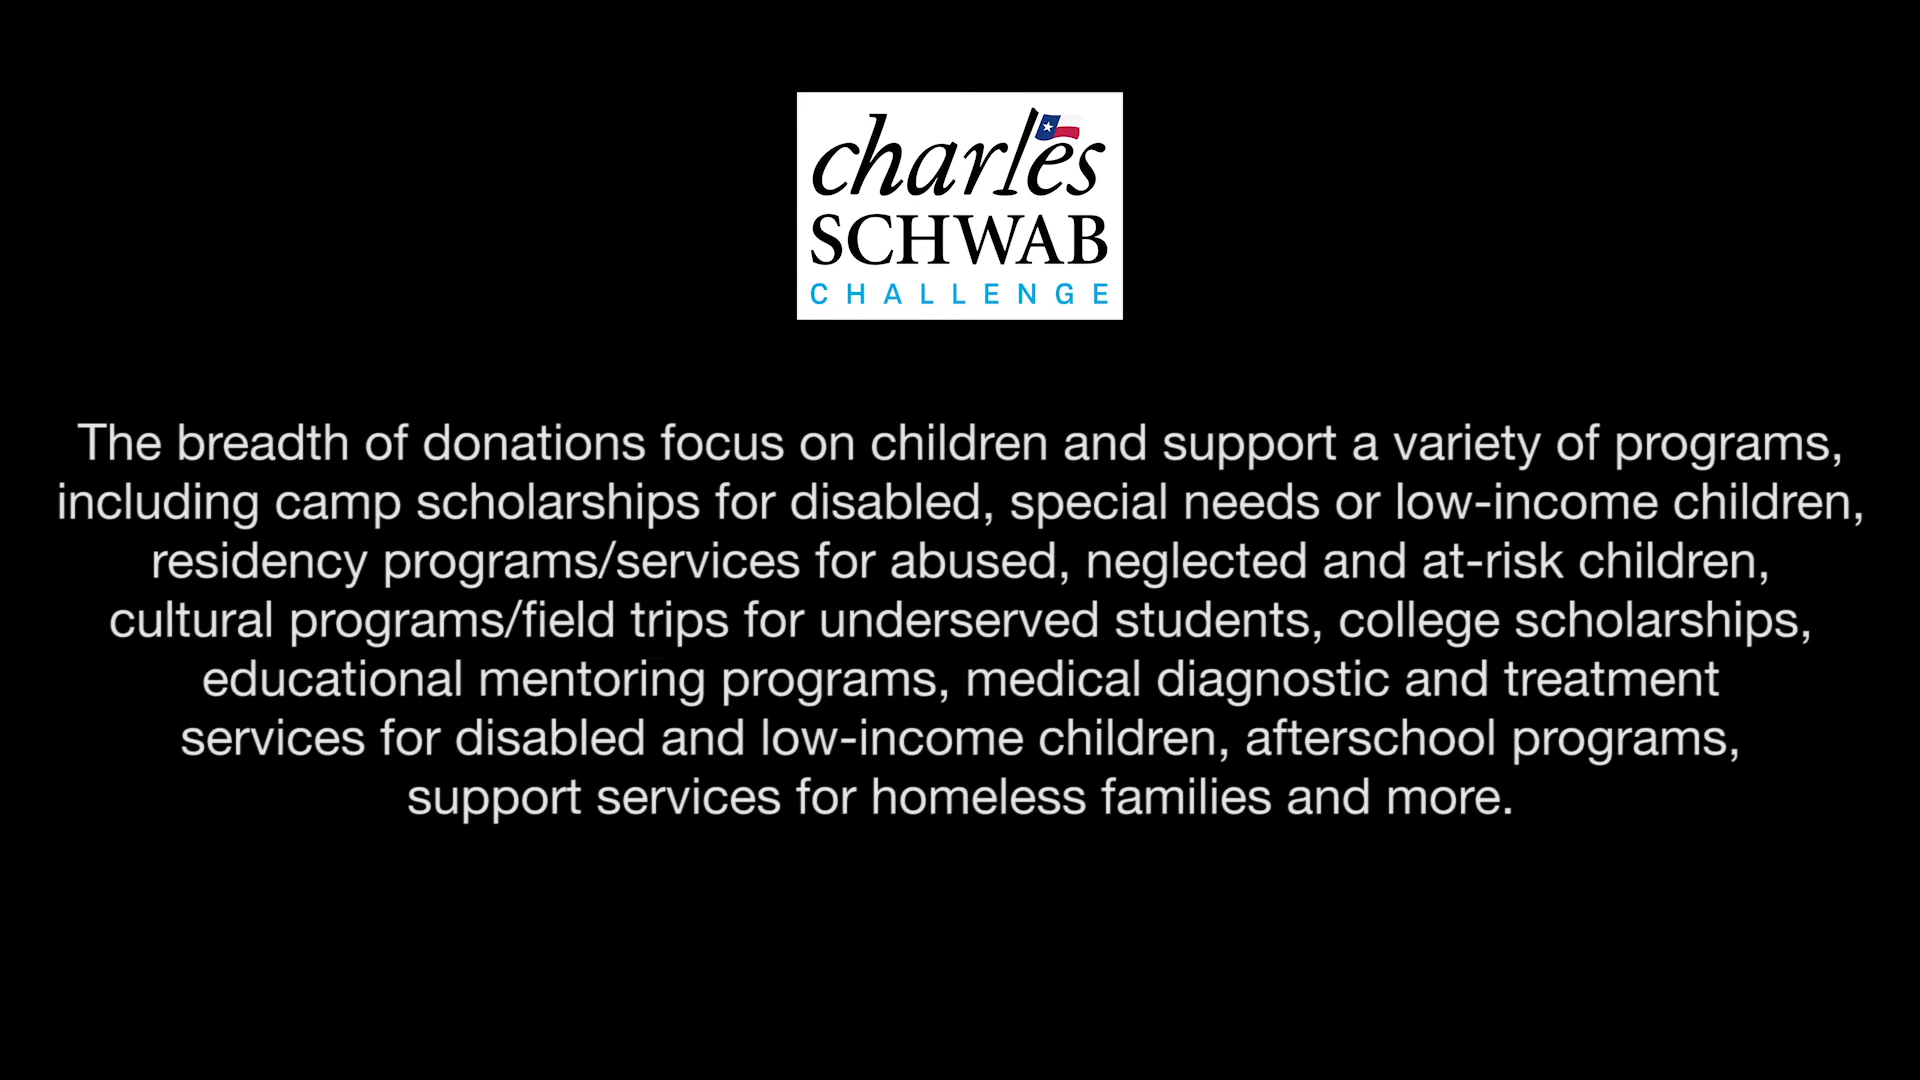 charles
SCHWAB
CHALLENGE
The breadth of donations focus on children and support a variety of programs,
including camp scholarships for disabled, special needs or low-income children,
residency programs/services for abused, neglected and at-risk children,
cultural programs/field trips for underserved students, college scholarships,
educational mentoring programs, medical diagnostic and treatment
services for disabled and low-income children, afterschool programs,
support services for homeless families and more.